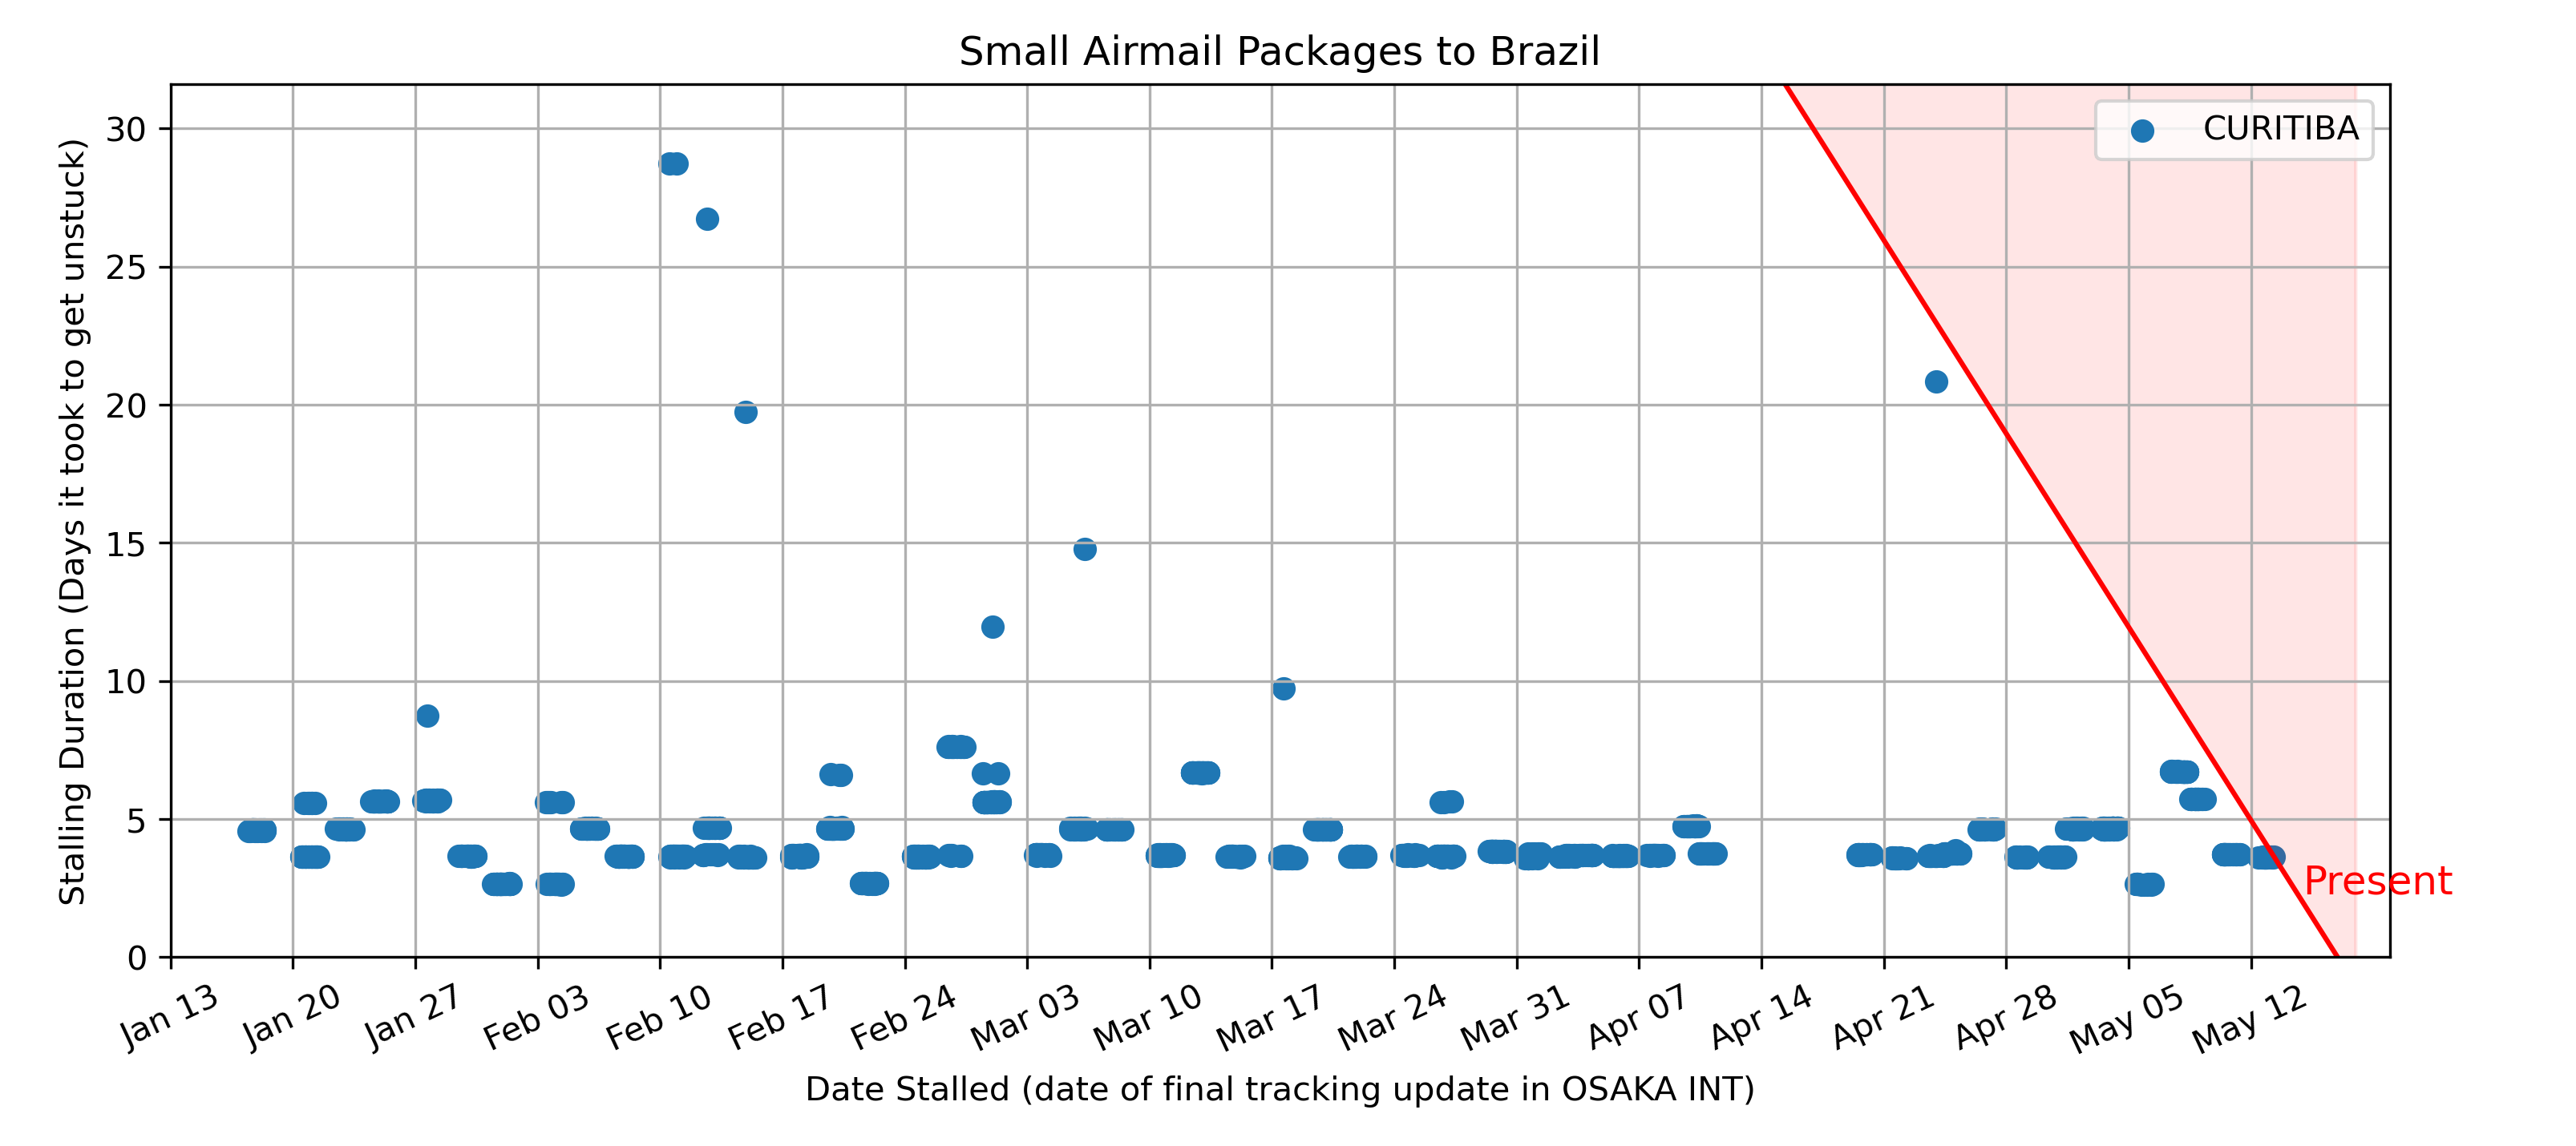 Small Airmail Packages to Brazil
CURITIBA
30
25
20
15
10
5
0
Stalling Duration (Days it took to get unstuck)
Present
Jan 13
Jan 20
Jan 27
Feb 03
Feb 10
Feb 17
Feb 24
Mar 03
Mar 10
Mar 17
Mar 24
Mar 31
Apr 07
Apr 14
Apr 21
Apr 28
May 05
May 12
Date Stalled (date of final tracking update in OSAKA INT)